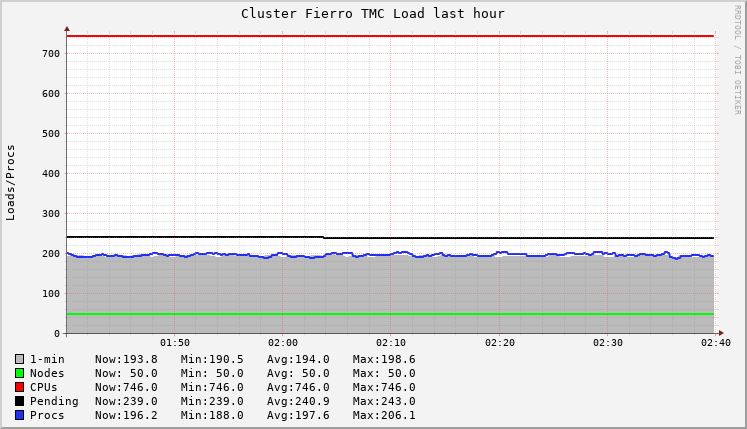 Cluster Fierro TMC Load last hour
RRDTOOL / TOBI OETIKER
Loads/Procs
700
600
500
400
300
200
100
0
01:50 02:00 02:10 02:20 02:30 02:40
1-min Now:193.8 Min:190.5 Avg:194.0 Max:198.6
Nodes Now: 50.0 Min: 50.0 Avg: 50.0 Max: 50.0
CPUs Now:746.0 Min:746.0 Avg:746.0 Max:746.0
Pending Now:239.0 Min:239.0 Avg:240.9 Max:243.0
Procs Now:196.2 Min:188.0 Avg:197.6 Max:206.1